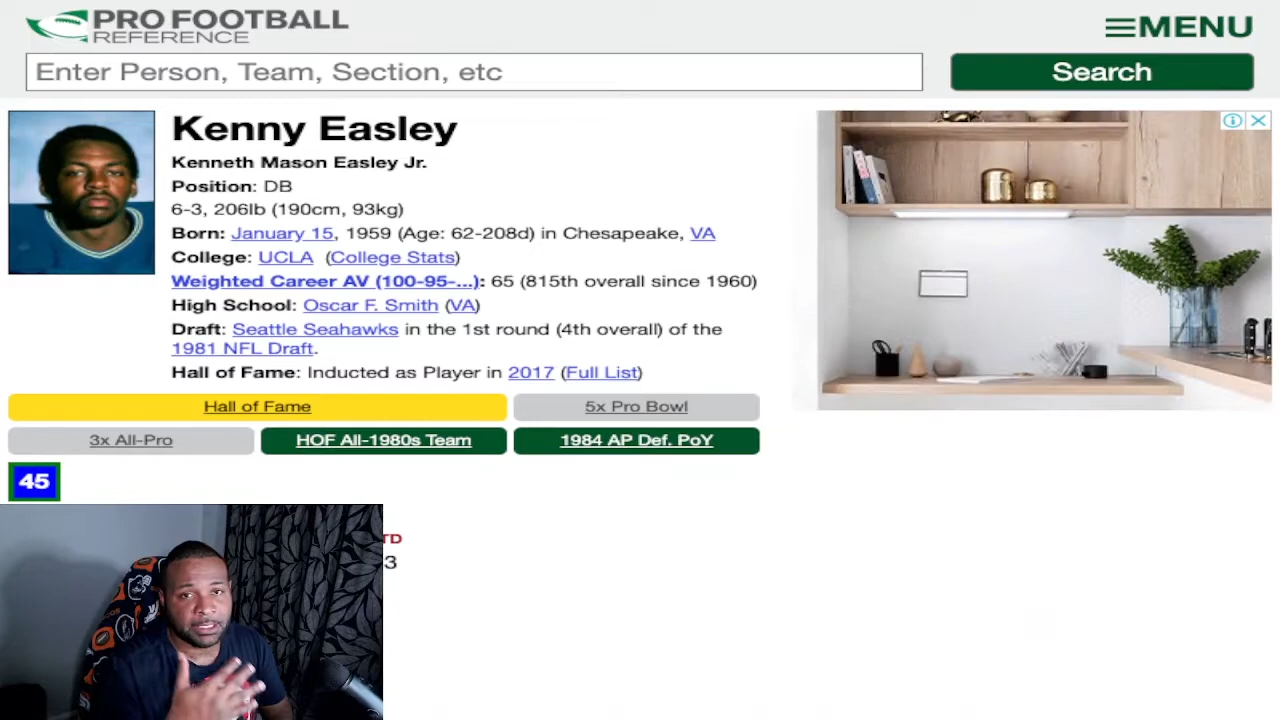 PRO FOOTBALL
REFERENCE
MENU
Enter Person, Team, Section, etc
Search
Kenny Easley
Kenneth Mason Easley Jr.
Position: DB
6-3, 206lb (190cm, 93kg)
Born: January 15, 1959 (Age: 62-208d) in Chesapeake, VA
College: UCLA (College Stats)
Weighted Career AV (100-95-...): 65 (815th overall since 1960)
High School: Oscar F. Smith (VA)
Draft: Seattle Seahawks in the 1st round (4th overall) of the
1981 NFL Draft.
Hall of Fame: Inducted as Player in 2017 (Full List)
Hall of Fame
5x Pro Bowl
3x All-Pro
HOF All-1980s Team
1984 AP Def. PoY
45
TD
3